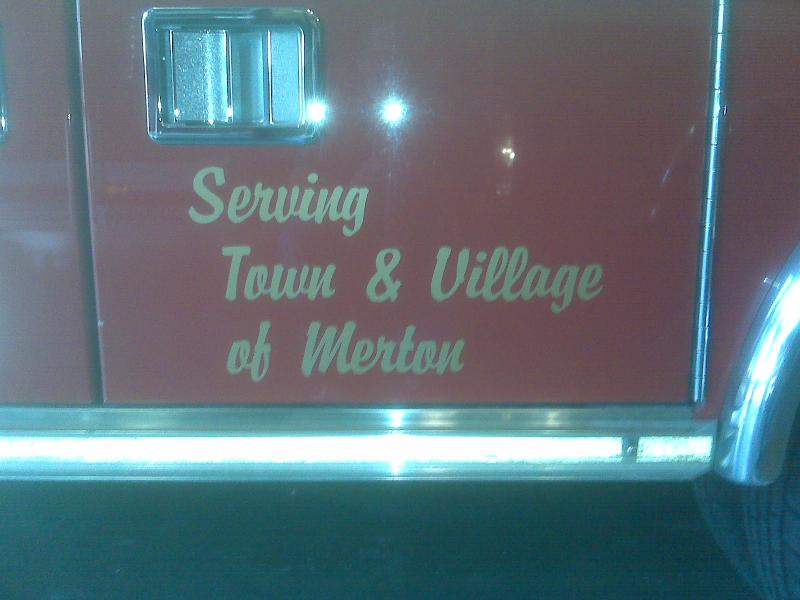 Serving
Town & Village
of Merton